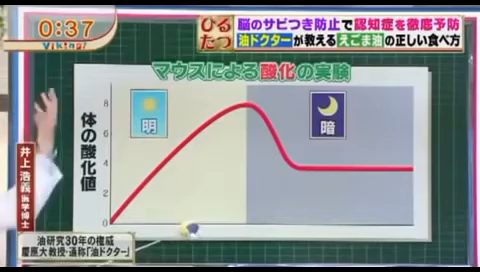 0:37
Viking!
ひるたつ
脳のサビつき防止で認知症を徹底予防
油ドクターが教えるえごま油の正しい食べ方
マウスによる酸化の実験
体の酸化値
8
6
4
2
0
明
暗
井上 浩義
医学博士
油研究30年の権威
慶應大教授・通称「油ドクター」